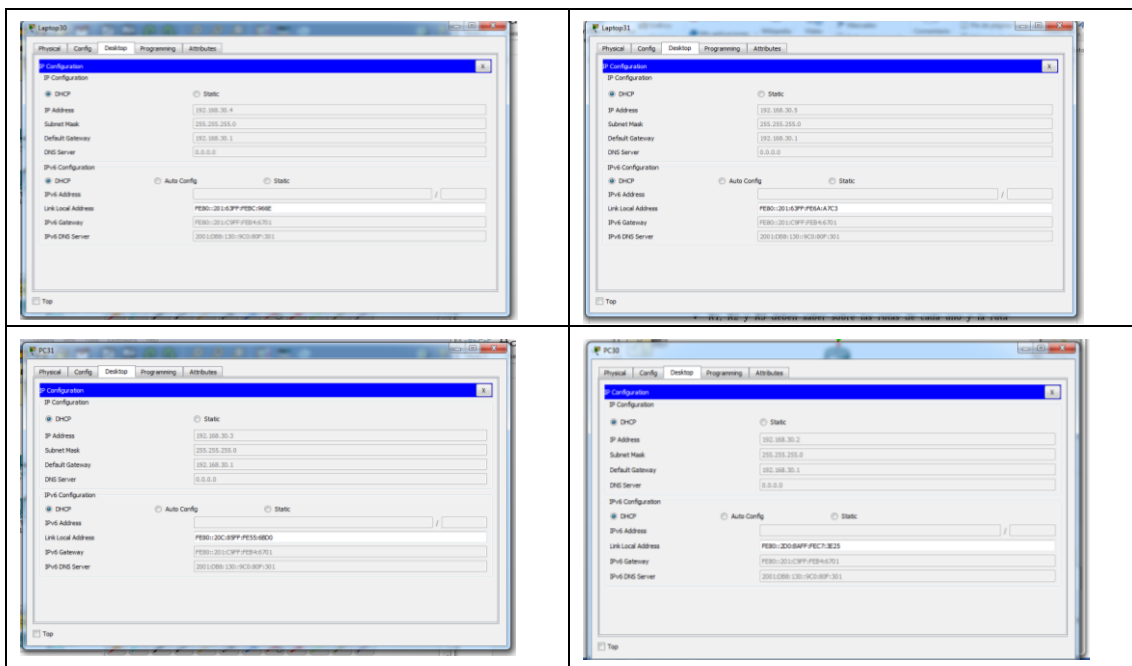 Laptop30
Physical Config Desktop Programming Attributes
IP Configuration X
IP Configuration
DHCP Static
IP Address 192.168.30.4
Subnet Mask 255.255.255.0
Default Gateway 192.168.30.1
DNS Server 0.0.0.0
IPv6 Configuration
DHCP Auto Config Static
IPv6 Address /
Link Local Address FE80::201:63FF:FEBC:966E
IPv6 Gateway FE80::201:C9FF:FEB4:6701
IPv6 DNS Server 2001:DB8:130::9C0:80F:301
Top
Laptop31
Physical Config Desktop Programming Attributes
IP Configuration X
IP Configuration
DHCP Static
IP Address 192.168.30.5
Subnet Mask 255.255.255.0
Default Gateway 192.168.30.1
DNS Server 0.0.0.0
IPv6 Configuration
DHCP Auto Config Static
IPv6 Address /
Link Local Address FE80::201:63FF:FE6A:A7C3
IPv6 Gateway FE80::201:C9FF:FEB4:6701
IPv6 DNS Server 2001:DB8:130::9C0:80F:301
Top
R1, R2 y R3 deben saber sobre las rutas de cada uno y la ruta
PC31
Physical Config Desktop Programming Attributes
IP Configuration X
IP Configuration
DHCP Static
IP Address 192.168.30.3
Subnet Mask 255.255.255.0
Default Gateway 192.168.30.1
DNS Server 0.0.0.0
IPv6 Configuration
DHCP Auto Config Static
IPv6 Address /
Link Local Address FE80::20C:85FF:FE55:6BD0
IPv6 Gateway FE80::201:C9FF:FEB4:6701
IPv6 DNS Server 2001:DB8:130::9C0:80F:301
Top
PC30
Physical Config Desktop Programming Attributes
IP Configuration X
IP Configuration
DHCP Static
IP Address 192.168.30.2
Subnet Mask 255.255.255.0
Default Gateway 192.168.30.1
DNS Server 0.0.0.0
IPv6 Configuration
DHCP Auto Config Static
IPv6 Address /
Link Local Address FE80::2D0:BAFF:FEC7:3E25
IPv6 Gateway FE80::201:C9FF:FEB4:6701
IPv6 DNS Server 2001:DB8:130::9C0:80F:301
Top